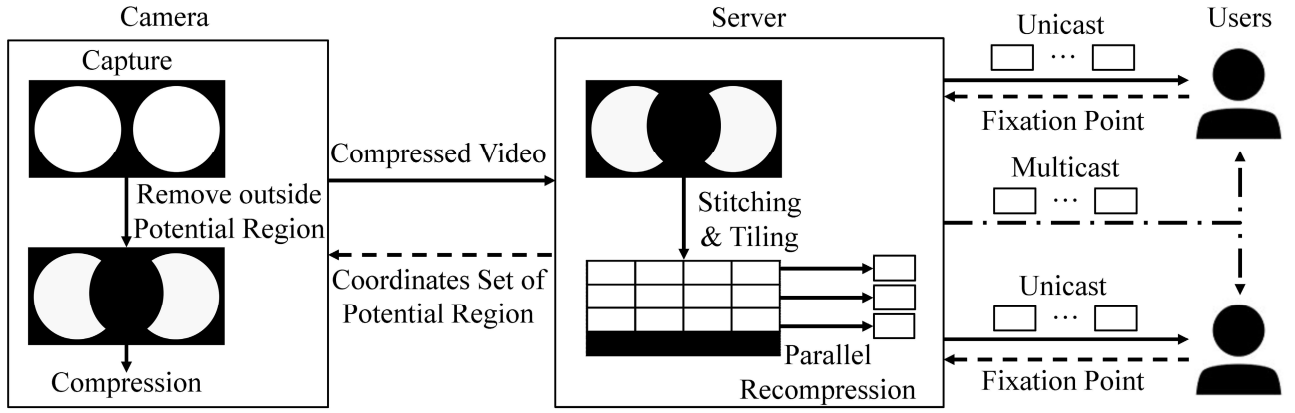 Camera
Capture
Remove outside
Potential Region
Compression
Compressed Video
Coordinates Set of
Potential Region
Server
Stitching
& Tiling
Parallel
Recompression
Users
Unicast
...
Fixation Point
Multicast
...
Unicast
...
Fixation Point